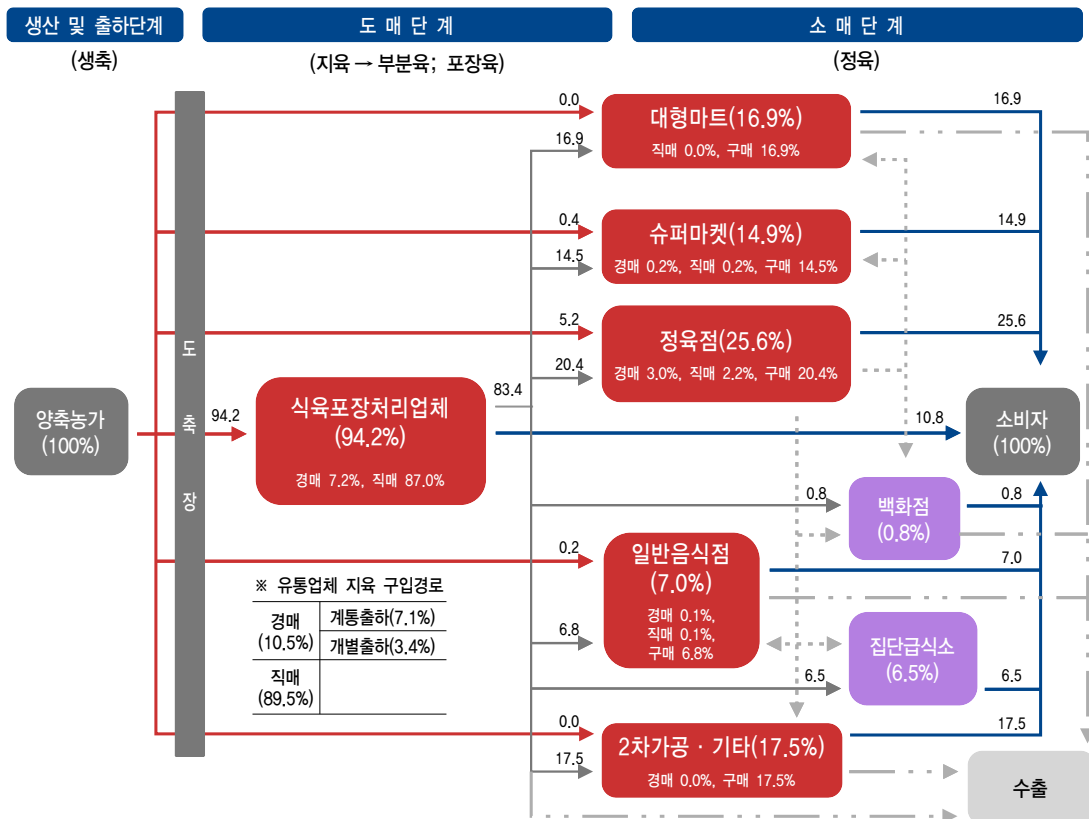 생산 및 출하단계
도 매 단 계
소 매 단 계
(생축)
(지육 → 부분육; 포장육)
(정육)
0.0
대형마트(16.9%)
직매 0.0%, 구매 16.9%
16.9
16.9
0.4
슈퍼마켓(14.9%)
경매 0.2%, 직매 0.2%, 구매 14.5%
14.9
14.5
5.2
정육점(25.6%)
경매 3.0%, 직매 2.2%, 구매 20.4%
25.6
20.4
도
축
장
양축농가
(100%)
94.2
식육포장처리업체
(94.2%)
경매 7.2%, 직매 87.0%
83.4
10.8
소비자
(100%)
0.8
백화점
(0.8%)
0.8
0.2
일반음식점
(7.0%)
경매 0.1%,
직매 0.1%,
구매 6.8%
7.0
6.8
※ 유통업체 지육 구입경로
경매
(10.5%)
계통출하(7.1%)
개별출하(3.4%)
직매
(89.5%)
6.5
집단급식소
(6.5%)
6.5
0.0
2차가공 · 기타(17.5%)
경매 0.0%, 구매 17.5%
17.5
17.5
수출